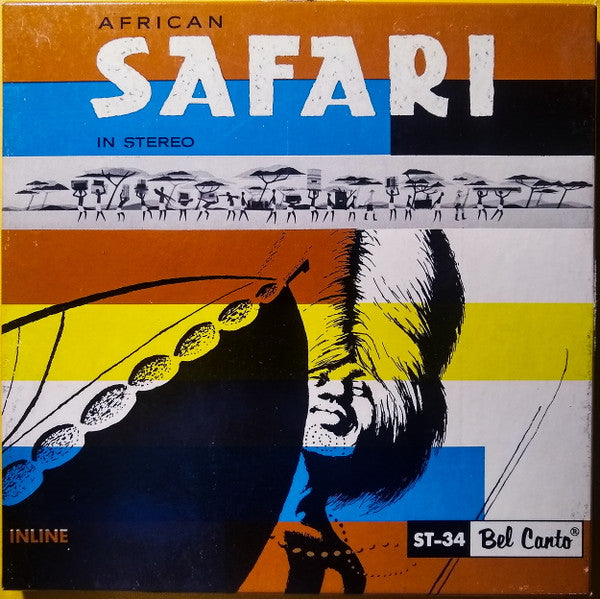 AFRICAN
SAFARI
IN STEREO
INLINE
ST-34 Bel Canto®